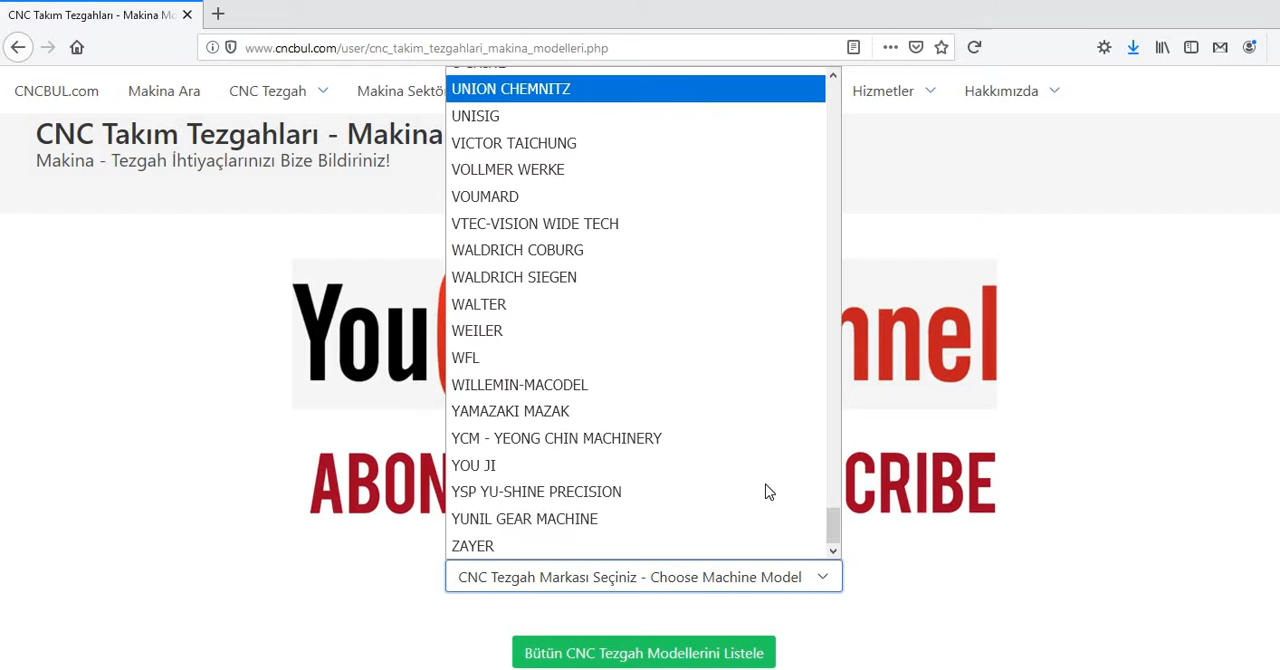 CNC Takım Tezgahları - Makina Mo
www.cncbul.com/user/cnc_takim_tezgahlari_makina_modelleri.php
CNCBUL.com Makina Ara CNC Tezgah Makina Sektör Hizmetler Hakkımızda
CNC Takım Tezgahları - Makina
Makina - Tezgah İhtiyaçlarınızı Bize Bildiriniz!
UNION CHEMNITZ
UNISIG
VICTOR TAICHUNG
VOLLMER WERKE
VOUMARD
VTEC-VISION WIDE TECH
WALDRICH COBURG
WALDRICH SIEGEN
WALTER
WEILER
WFL
WILLEMIN-MACODEL
YAMAZAKI MAZAK
YCM - YEONG CHIN MACHINERY
YOU JI
YSP YU-SHINE PRECISION
YUNIL GEAR MACHINE
ZAYER
You nnel
ABON CRIBE
CNC Tezgah Markası Seçiniz - Choose Machine Model
Bütün CNC Tezgah Modellerini Listele